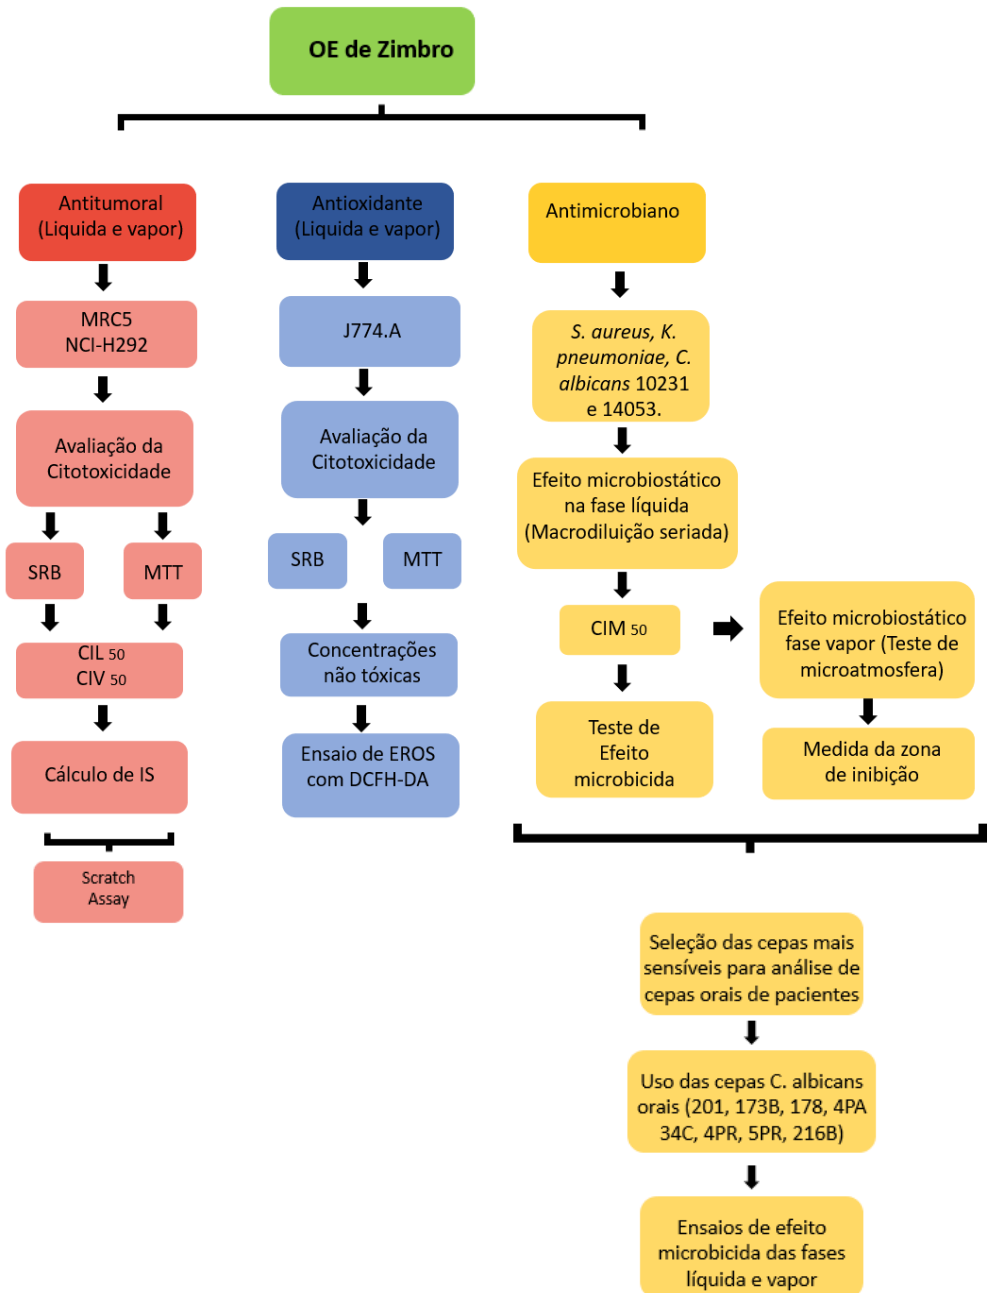 OE de Zimbro
Antitumoral
(Liquida e vapor)
MRC5
NCI-H292
Avaliação da
Citotoxicidade
SRB
MTT
CIL 50
CIV 50
Cálculo de IS
Scratch
Assay
Antioxidante
(Liquida e vapor)
J774.A
Avaliação da
Citotoxicidade
SRB
MTT
Concentrações
não tóxicas
Ensaio de EROS
com DCFH-DA
Antimicrobiano
S. aureus, K.
pneumoniae, C.
albicans 10231
e 14053.
Efeito microbiostático
na fase líquida
(Macrodiluição seriada)
CIM 50
Teste de
Efeito
microbicida
Efeito microbiostático
fase vapor (Teste de
microatmosfera)
Medida da zona
de inibição
Seleção das cepas mais
sensíveis para análise de
cepas orais de pacientes
Uso das cepas C. albicans
orais (201, 173B, 178, 4PA
34C, 4PR, 5PR, 216B)
Ensaios de efeito
microbicida das fases
líquida e vapor